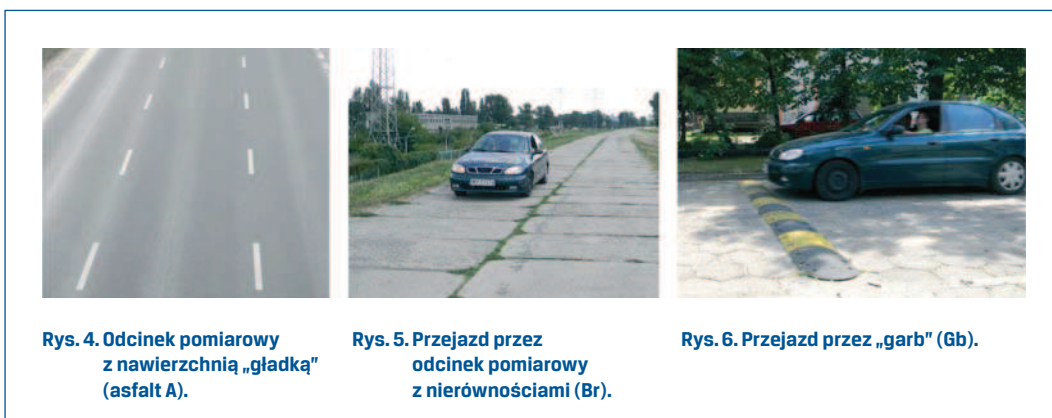 Rys. 4. Odcinek pomiarowy
z nawierzchnią „gładką”
(asfalt A).
Rys. 5. Przejazd przez
odcinek pomiarowy
z nierównościami (Br).
Rys. 6. Przejazd przez „garb” (Gb).